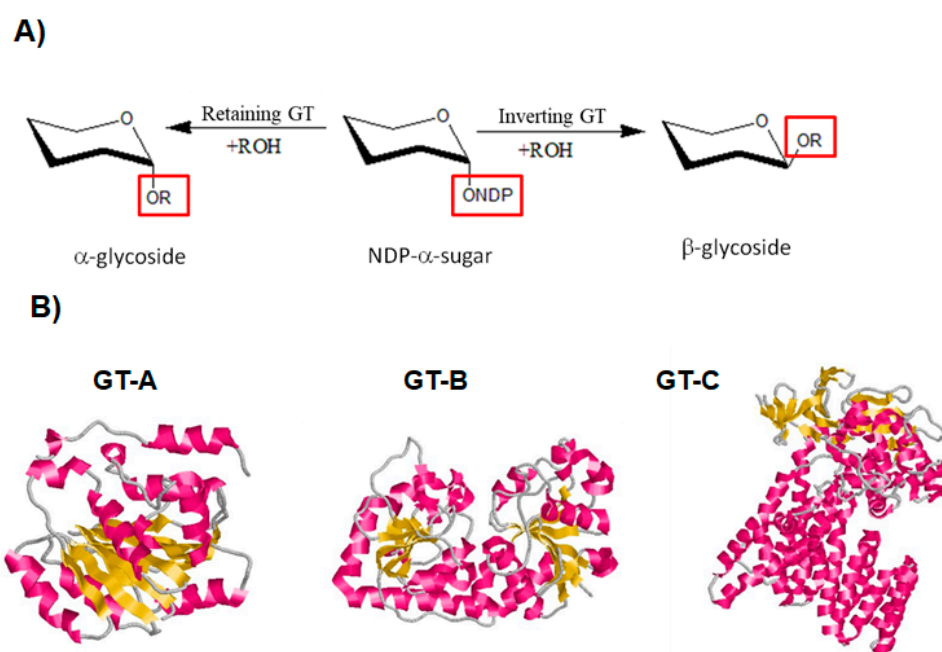 A)
Retaining GT
+ROH
Inverting GT
+ROH
O
O
O
OR
ONDP
OR
α-glycoside
NDP-α-sugar
β-glycoside
B)
GT-A
GT-B
GT-C